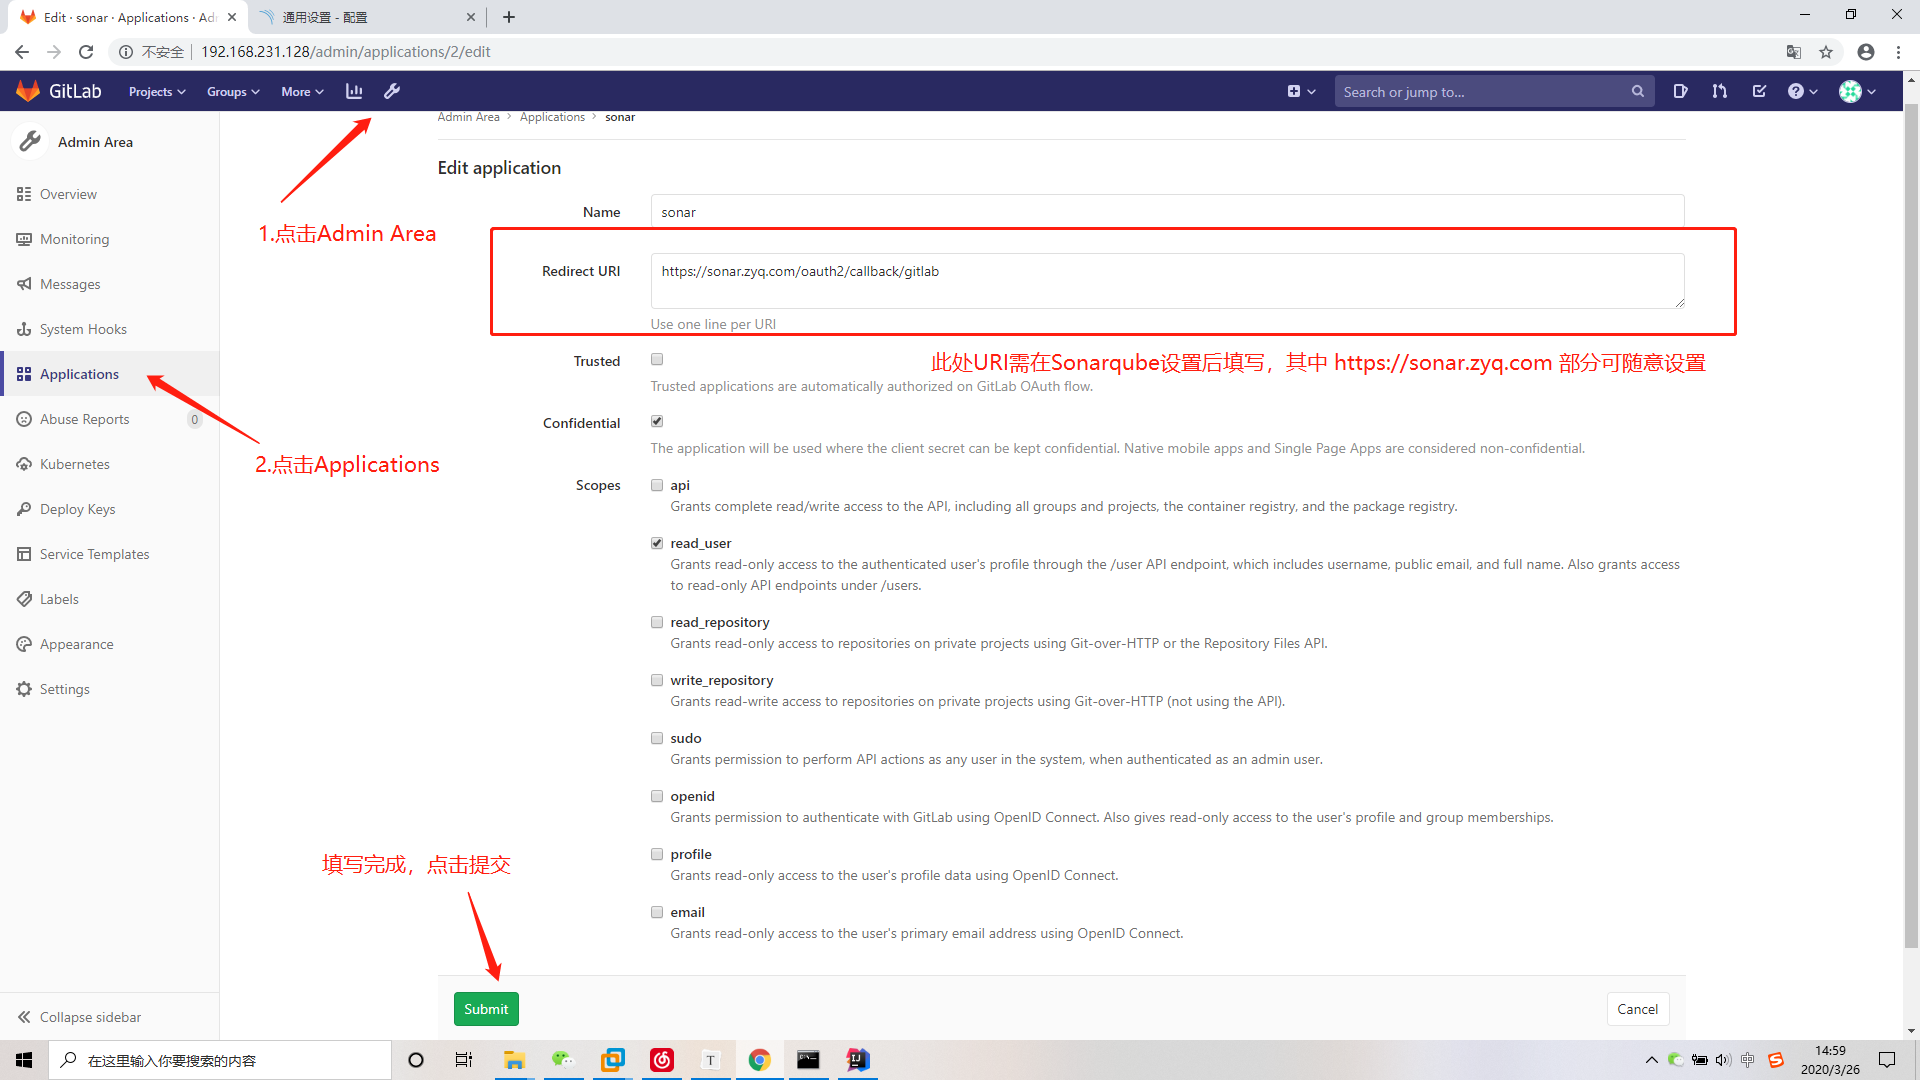 Edit · sonar · Applications · Adm
通用设置 - 配置
不安全
192.168.231.128/admin/applications/2/edit
GitLab
Projects
Groups
More
Search or jump to...
Admin Area
Admin Area > Applications > sonar
Edit application
Overview
Monitoring
Messages
System Hooks
Applications
Abuse Reports 0
Kubernetes
Deploy Keys
Service Templates
Labels
Appearance
Settings
Collapse sidebar
1.点击Admin Area
2.点击Applications
Name
sonar
Redirect URI
https://sonar.zyq.com/oauth2/callback/gitlab
Use one line per URI
此处URI需在Sonarqube设置后填写，其中 https://sonar.zyq.com 部分可随意设置
Trusted
Trusted applications are automatically authorized on GitLab OAuth flow.
Confidential
The application will be used where the client secret can be kept confidential. Native mobile apps and Single Page Apps are considered non-confidential.
Scopes
api
Grants complete read/write access to the API, including all groups and projects, the container registry, and the package registry.
read_user
Grants read-only access to the authenticated user's profile through the /user API endpoint, which includes username, public email, and full name. Also grants access
to read-only API endpoints under /users.
read_repository
Grants read-only access to repositories on private projects using Git-over-HTTP or the Repository Files API.
write_repository
Grants read-write access to repositories on private projects using Git-over-HTTP (not using the API).
sudo
Grants permission to perform API actions as any user in the system, when authenticated as an admin user.
openid
Grants permission to authenticate with GitLab using OpenID Connect. Also gives read-only access to the user's profile and group memberships.
profile
Grants read-only access to the user's profile data using OpenID Connect.
email
Grants read-only access to the user's primary email address using OpenID Connect.
填写完成，点击提交
Submit
Cancel
在这里输入你要搜索的内容
T
IJ
中
S
14:59
2020/3/26